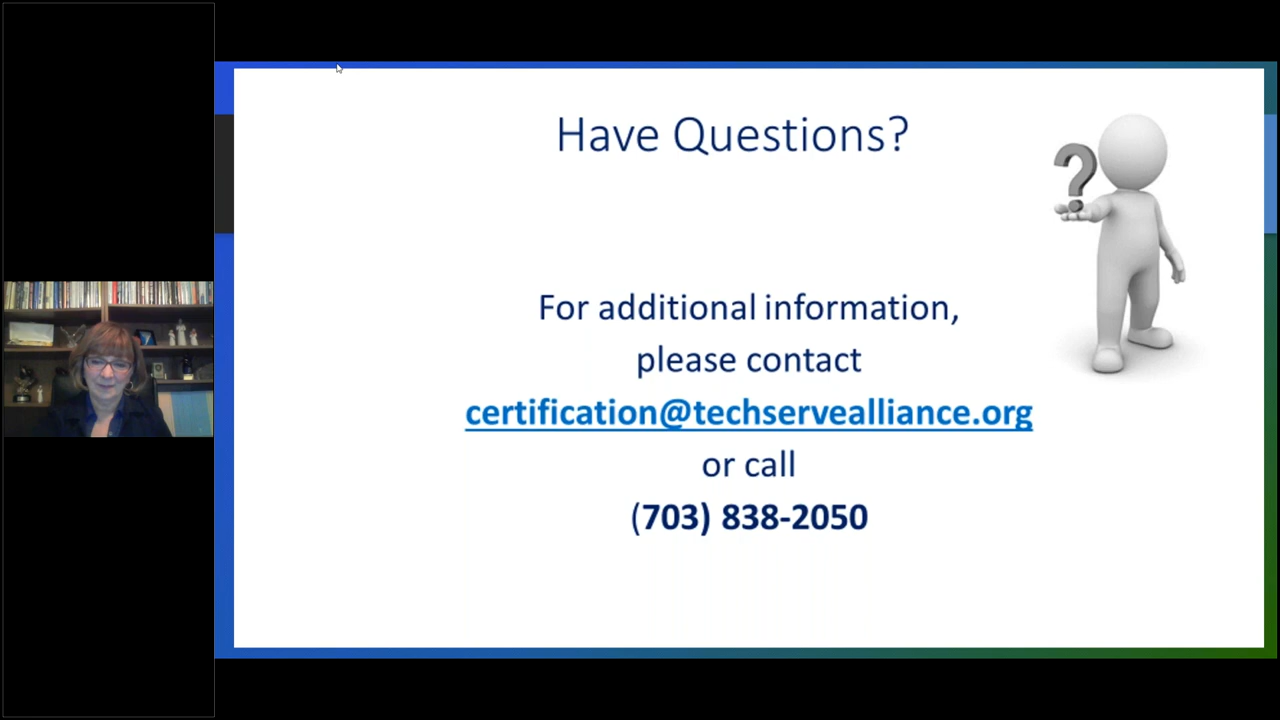 Have Questions?
?
For additional information,
please contact
certification@techservealliance.org
or call
(703) 838-2050